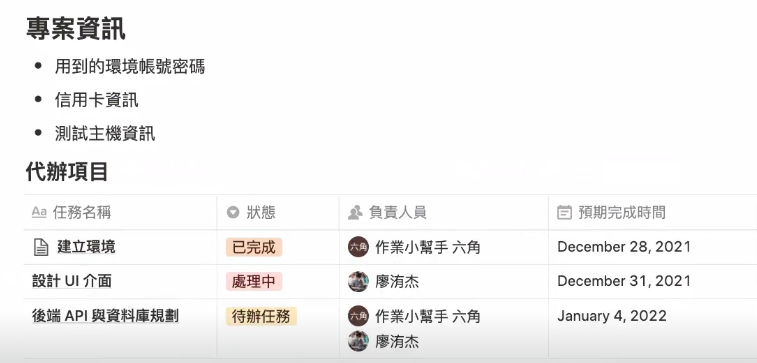 專案資訊
用到的環境帳號密碼
信用卡資訊
測試主機資訊
代辦項目
Aa 任務名稱 狀態 負責人員 預期完成時間
建立環境 已完成 六角 作業小幫手 六角 December 28, 2021
設計 UI 介面 處理中 廖洧杰 December 31, 2021
後端 API 與資料庫規劃 待辦任務 六角 作業小幫手 六角 January 4, 2022
廖洧杰